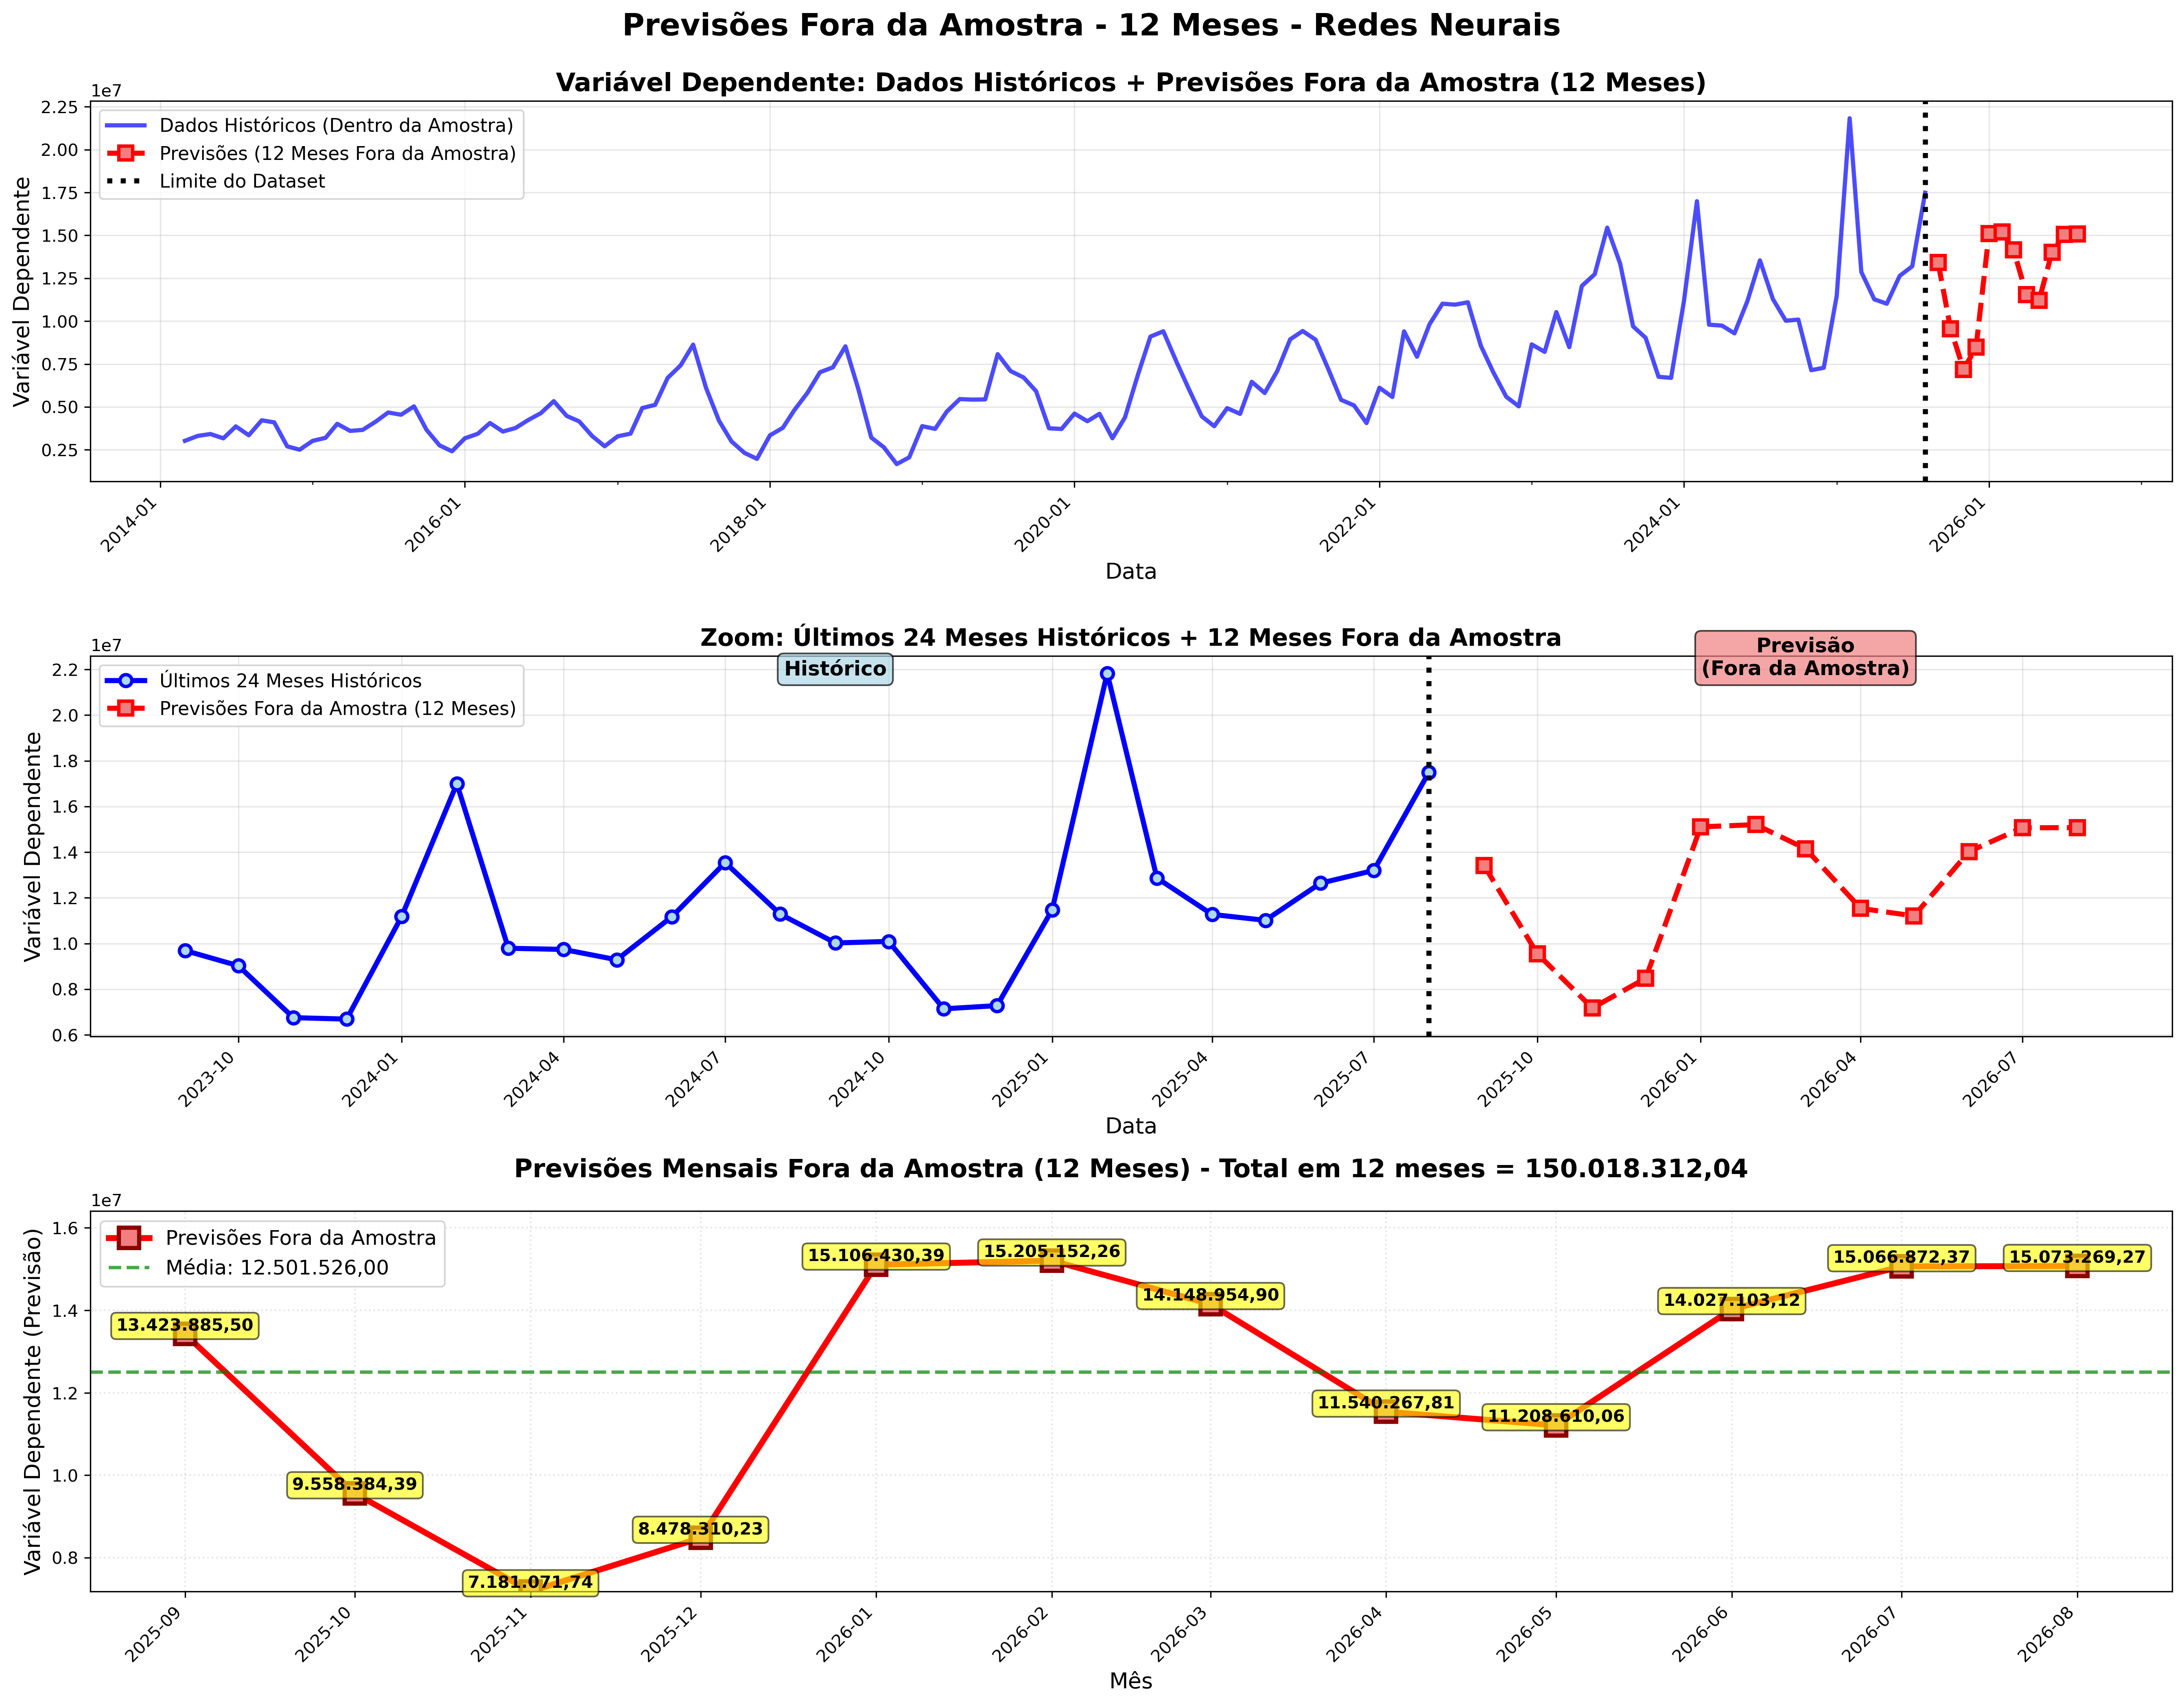 Previsões Fora da Amostra - 12 Meses - Redes Neurais
Variável Dependente: Dados Históricos + Previsões Fora da Amostra (12 Meses)
1e7
Dados Históricos (Dentro da Amostra)
Previsões (12 Meses Fora da Amostra)
Limite do Dataset
Variável Dependente
2.25
2.00
1.75
1.50
1.25
1.00
0.75
0.50
0.25
2014-01
2016-01
2018-01
2020-01
2022-01
2024-01
2026-01
Data
Zoom: Últimos 24 Meses Históricos + 12 Meses Fora da Amostra
1e7
Últimos 24 Meses Históricos
Previsões Fora da Amostra (12 Meses)
Histórico
Previsão
(Fora da Amostra)
Variável Dependente
2.2
2.0
1.8
1.6
1.4
1.2
1.0
0.8
0.6
2023-10
2024-01
2024-04
2024-07
2024-10
2025-01
2025-04
2025-07
2025-10
2026-01
2026-04
2026-07
Data
Previsões Mensais Fora da Amostra (12 Meses) - Total em 12 meses = 150.018.312,04
1e7
Previsões Fora da Amostra
Média: 12.501.526,00
Variável Dependente (Previsão)
1.6
1.4
1.2
1.0
0.8
13.423.885,50
9.558.384,39
7.181.071,74
8.478.310,23
15.106.430,39
15.205.152,26
14.148.954,90
11.540.267,81
11.208.610,06
14.027.103,12
15.066.872,37
15.073.269,27
2025-09
2025-10
2025-11
2025-12
2026-01
2026-02
2026-03
2026-04
2026-05
2026-06
2026-07
2026-08
Mês